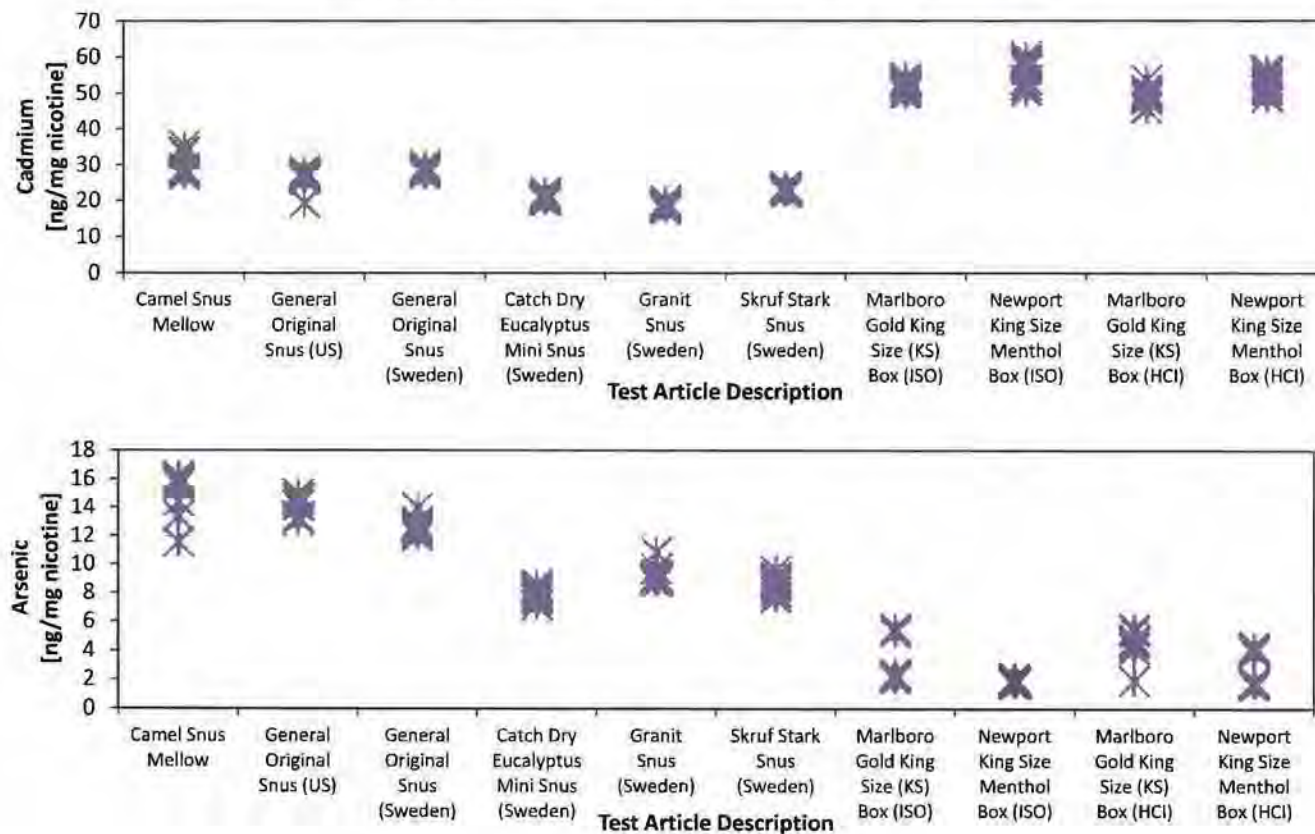 70
60
50
40
30
20
10
0
Cadmium
[ng/mg nicotine]
Camel Snus
Mellow
General
Original
Snus (US)
General
Original
Snus
(Sweden)
Catch Dry
Eucalyptus
Mini Snus
(Sweden)
Granit
Snus
(Sweden)
Skruf Stark
Snus
(Sweden)
Marlboro
Gold King
Size (KS)
Box (ISO)
Newport
King Size
Menthol
Box (ISO)
Marlboro
Gold King
Size (KS)
Box (HCI)
Newport
King Size
Menthol
Box (HCI)
Test Article Description
18
16
14
12
10
8
6
4
2
0
Arsenic
[ng/mg nicotine]
Camel Snus
Mellow
General
Original
Snus (US)
General
Original
Snus
(Sweden)
Catch Dry
Eucalyptus
Mini Snus
(Sweden)
Granit
Snus
(Sweden)
Skruf Stark
Snus
(Sweden)
Marlboro
Gold King
Size (KS)
Box (ISO)
Newport
King Size
Menthol
Box (ISO)
Marlboro
Gold King
Size (KS)
Box (HCI)
Newport
King Size
Menthol
Box (HCI)
Test Article Description